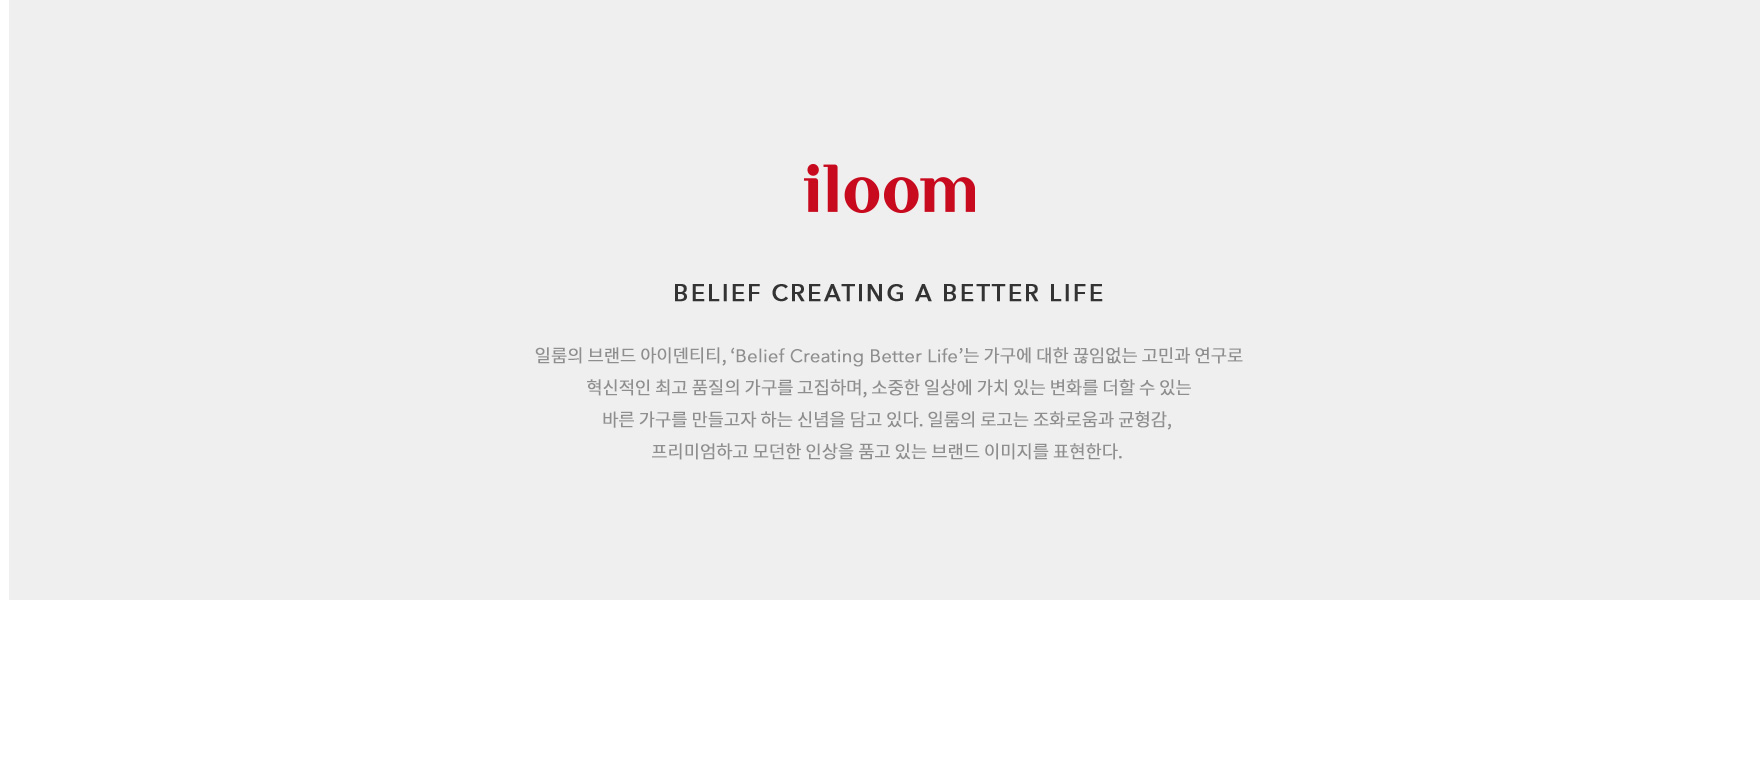 iloom
BELIEF CREATING A BETTER LIFE
일룸의 브랜드 아이덴티티, ‘Belief Creating Better Life’는 가구에 대한 끊임없는 고민과 연구로
혁신적인 최고 품질의 가구를 고집하며, 소중한 일상에 가치 있는 변화를 더할 수 있는
바른 가구를 만들고자 하는 신념을 담고 있다. 일룸의 로고는 조화로움과 균형감,
프리미엄하고 모던한 인상을 품고 있는 브랜드 이미지를 표현한다.